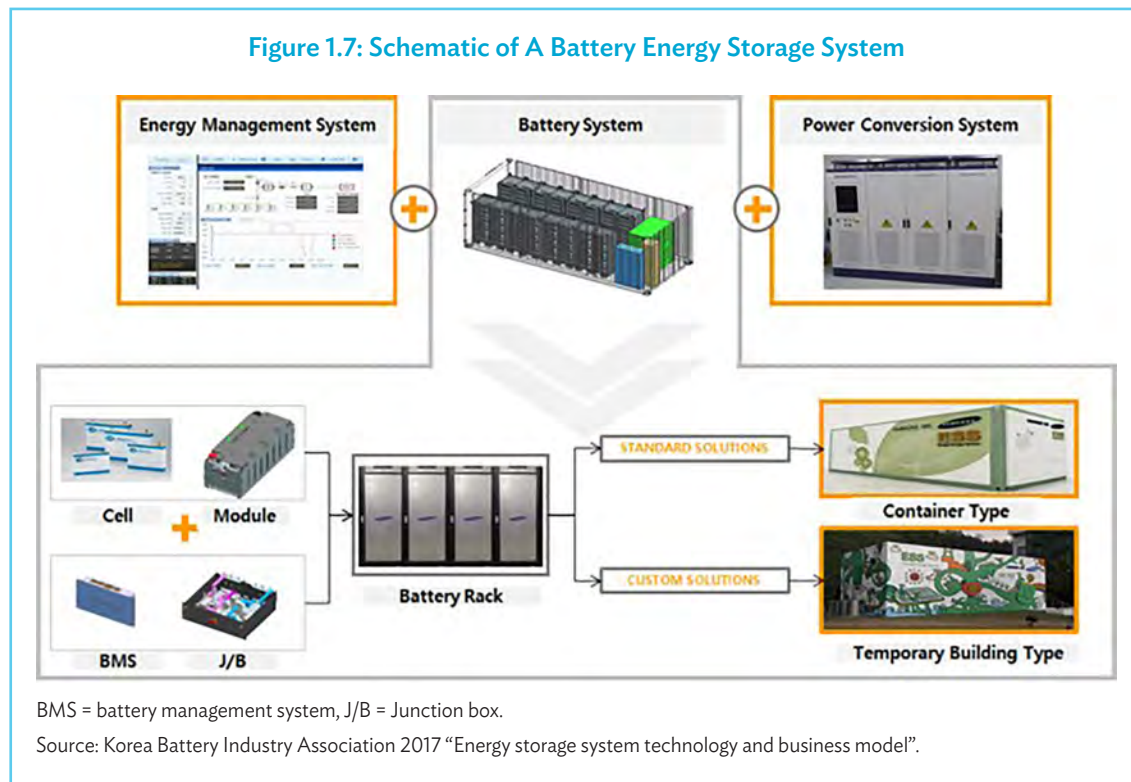 Figure 1.7: Schematic of A Battery Energy Storage System
Energy Management System
Battery System
Power Conversion System
Cell
Module
BMS
J/B
Battery Rack
STANDARD SOLUTIONS
CUSTOM SOLUTIONS
ESS
Container Type
ESS
Temporary Building Type
BMS = battery management system, J/B = Junction box.
Source: Korea Battery Industry Association 2017 “Energy storage system technology and business model”.